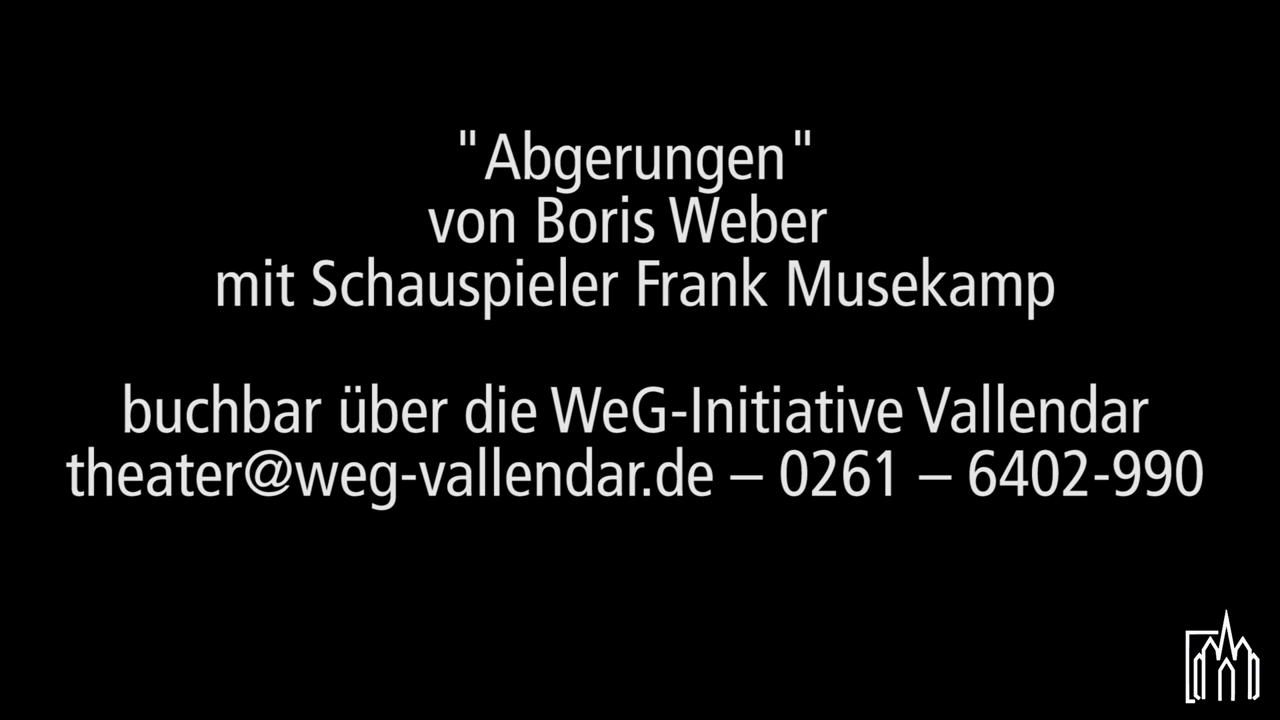 "Abgerungen"
von Boris Weber
mit Schauspieler Frank Musekamp
buchbar über die WeG-Initiative Vallendar
theater@weg-vallendar.de – 0261 – 6402-990